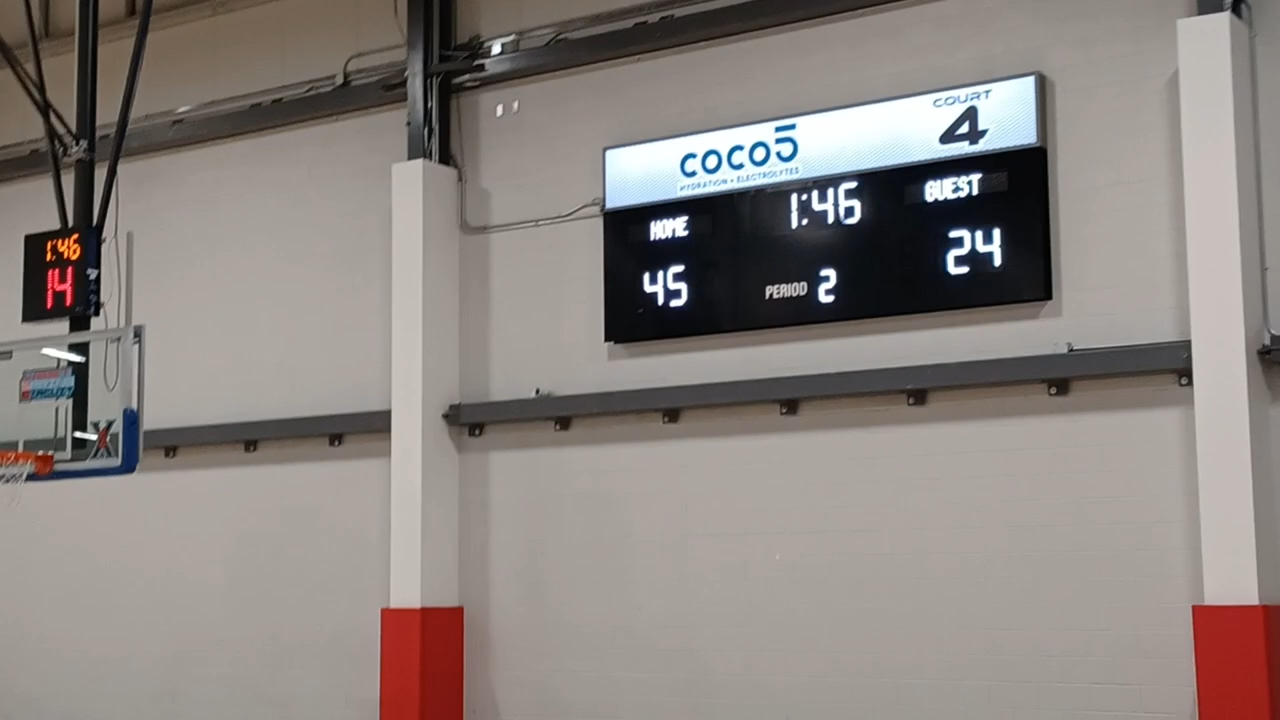 1:46
14
COCO5
HYDRATION + ELECTROLYTES
COURT
4
HOME
1:46
GUEST
45
PERIOD 2
24